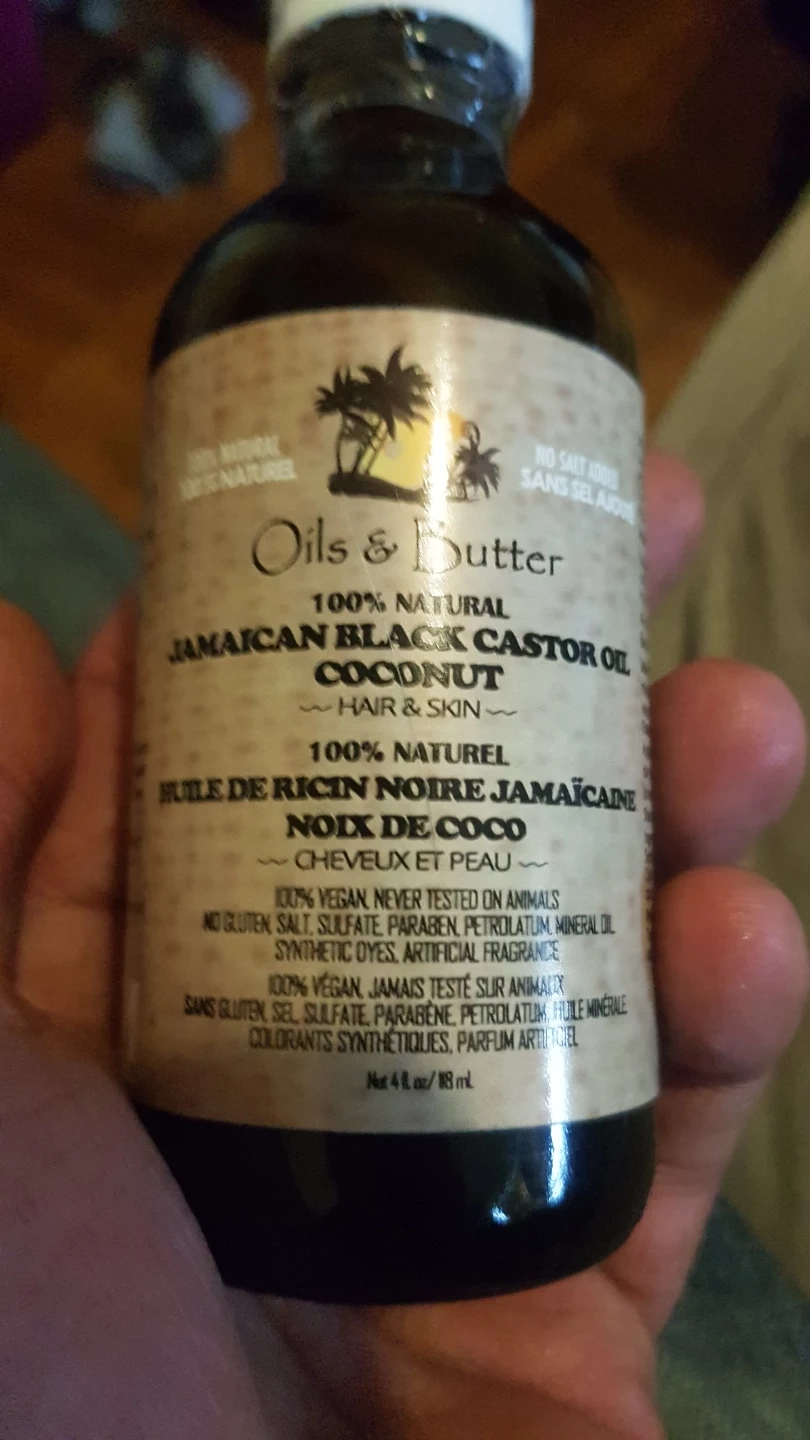 100% NATURAL
100% NATUREL
NO SALT ADDED
SANS SEL AJOUTÉ
Oils & Butter
100% NATURAL
JAMAICAN BLACK CASTOR OIL
COCONUT
~ HAIR & SKIN ~
100% NATUREL
HUILE DE RICIN NOIRE JAMAÏCAINE
NOIX DE COCO
~ CHEVEUX ET PEAU ~
100% VEGAN, NEVER TESTED ON ANIMALS
NO GLUTEN, SALT, SULFATE, PARABEN, PETROLATUM, MINERAL OIL
SYNTHETIC DYES, ARTIFICIAL FRAGRANCE
100% VÉGAN, JAMAIS TESTÉ SUR ANIMAUX
SANS GLUTEN, SEL, SULFATE, PARABÈNE, PETROLATUM, HUILE MINÉRALE
COLORANTS SYNTHÉTIQUES, PARFUM ARTIFICIEL
Net 4 fl. oz/ 118 mL